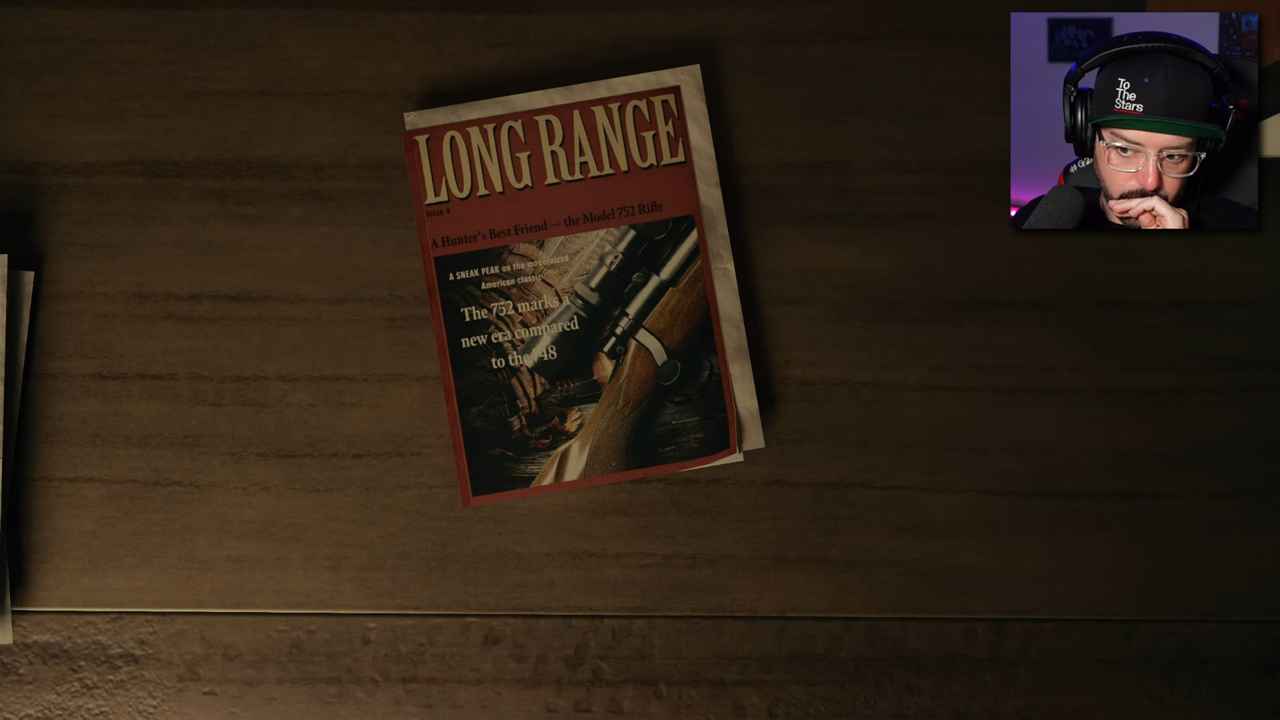 LONG RANGE
Issue 4
A Hunter's Best Friend — the Model 752 Rifle
A SNEAK PEAK on the modernized
American classic
The 752 marks a
new era compared
to the 48
To
The
Stars